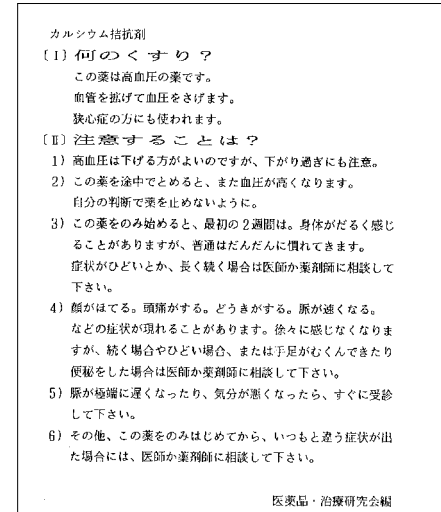 カルシウム拮抗剤
〔I〕何のくすり？
この薬は高血圧の薬です。
血管を拡げて血圧をさげます。
狭心症の方にも使われます。
〔II〕注意することは？
1）高血圧は下げる方がよいのですが、下がり過ぎにも注意。
2）この薬を途中でとめると、また血圧が高くなります。
自分の判断で薬を止めないように。
3）この薬をのみ始めると、最初の2週間は。身体がだるく感じ
ることがありますが、普通はだんだんに慣れてきます。
症状がひどいとか、長く続く場合は医師か薬剤師に相談して
下さい。
4）顔がほてる。頭痛がする。どうきがする。脈が速くなる。
などの症状が現れることがあります。徐々に感じなくなりま
すが、続く場合やひどい場合、または手足がむくんできたり
便秘をした場合は医師か薬剤師に相談して下さい。
5）脈が極端に遅くなったり、気分が悪くなったら、すぐに受診
して下さい。
6）その他、この薬をのみはじめてから、いつもと違う症状が出
た場合には、医師か薬剤師に相談して下さい。
医薬品・治療研究会編